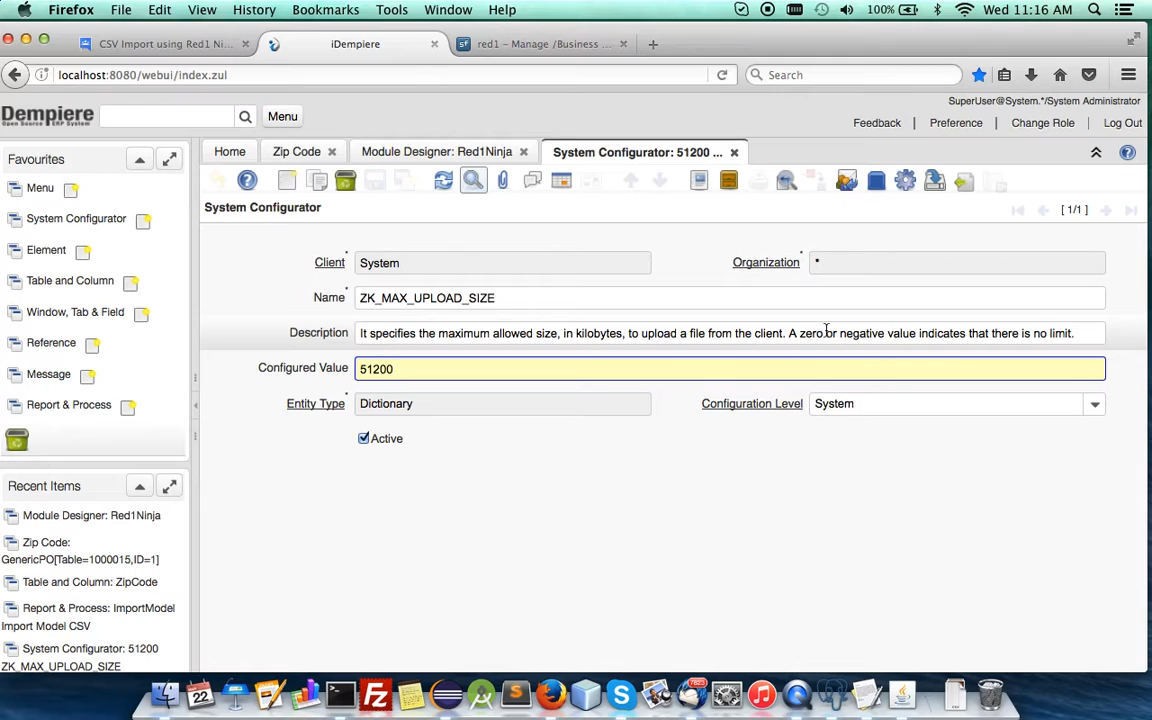 Firefox File Edit View History Bookmarks Tools Window Help 100% Wed 11:16 AM
CSV Import using Red1 Ni... iDempiere red1 ~ Manage /Business ...
localhost:8080/webui/index.zul Search
Dempiere
Open Source ERP System
Menu
SuperUser@System.*/System Administrator
Feedback Preference Change Role Log Out
Favourites
Home Zip Code Module Designer: Red1Ninja System Configurator: 51200 ...
Menu
System Configurator
Element
Table and Column
Window, Tab & Field
Reference
Message
Report & Process
System Configurator
[ 1/1 ]
Client System
Organization *
Name ZK_MAX_UPLOAD_SIZE
Description It specifies the maximum allowed size, in kilobytes, to upload a file from the client. A zero or negative value indicates that there is no limit.
Configured Value 51200
Entity Type Dictionary
Configuration Level System
Active
Recent Items
Module Designer: Red1Ninja
Zip Code:
GenericPO[Table=1000015,ID=1]
Table and Column: ZipCode
Report & Process: ImportModel
Import Model CSV
System Configurator: 51200
ZK_MAX_UPLOAD_SIZE